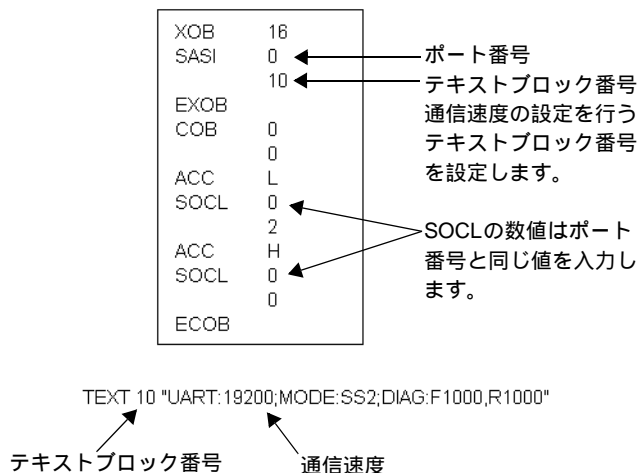 XOB 16
SASI 0
10
EXOB
COB 0
0
ACC L
SOCL 0
2
ACC H
SOCL 0
0
ECOB
ポート番号
テキストブロック番号
通信速度の設定を行う
テキストブロック番号
を設定します。
SOCLの数値はポート
番号と同じ値を入力し
ます。
TEXT 10 "UART:19200;MODE:SS2;DIAG:F1000,R1000"
テキストブロック番号
通信速度